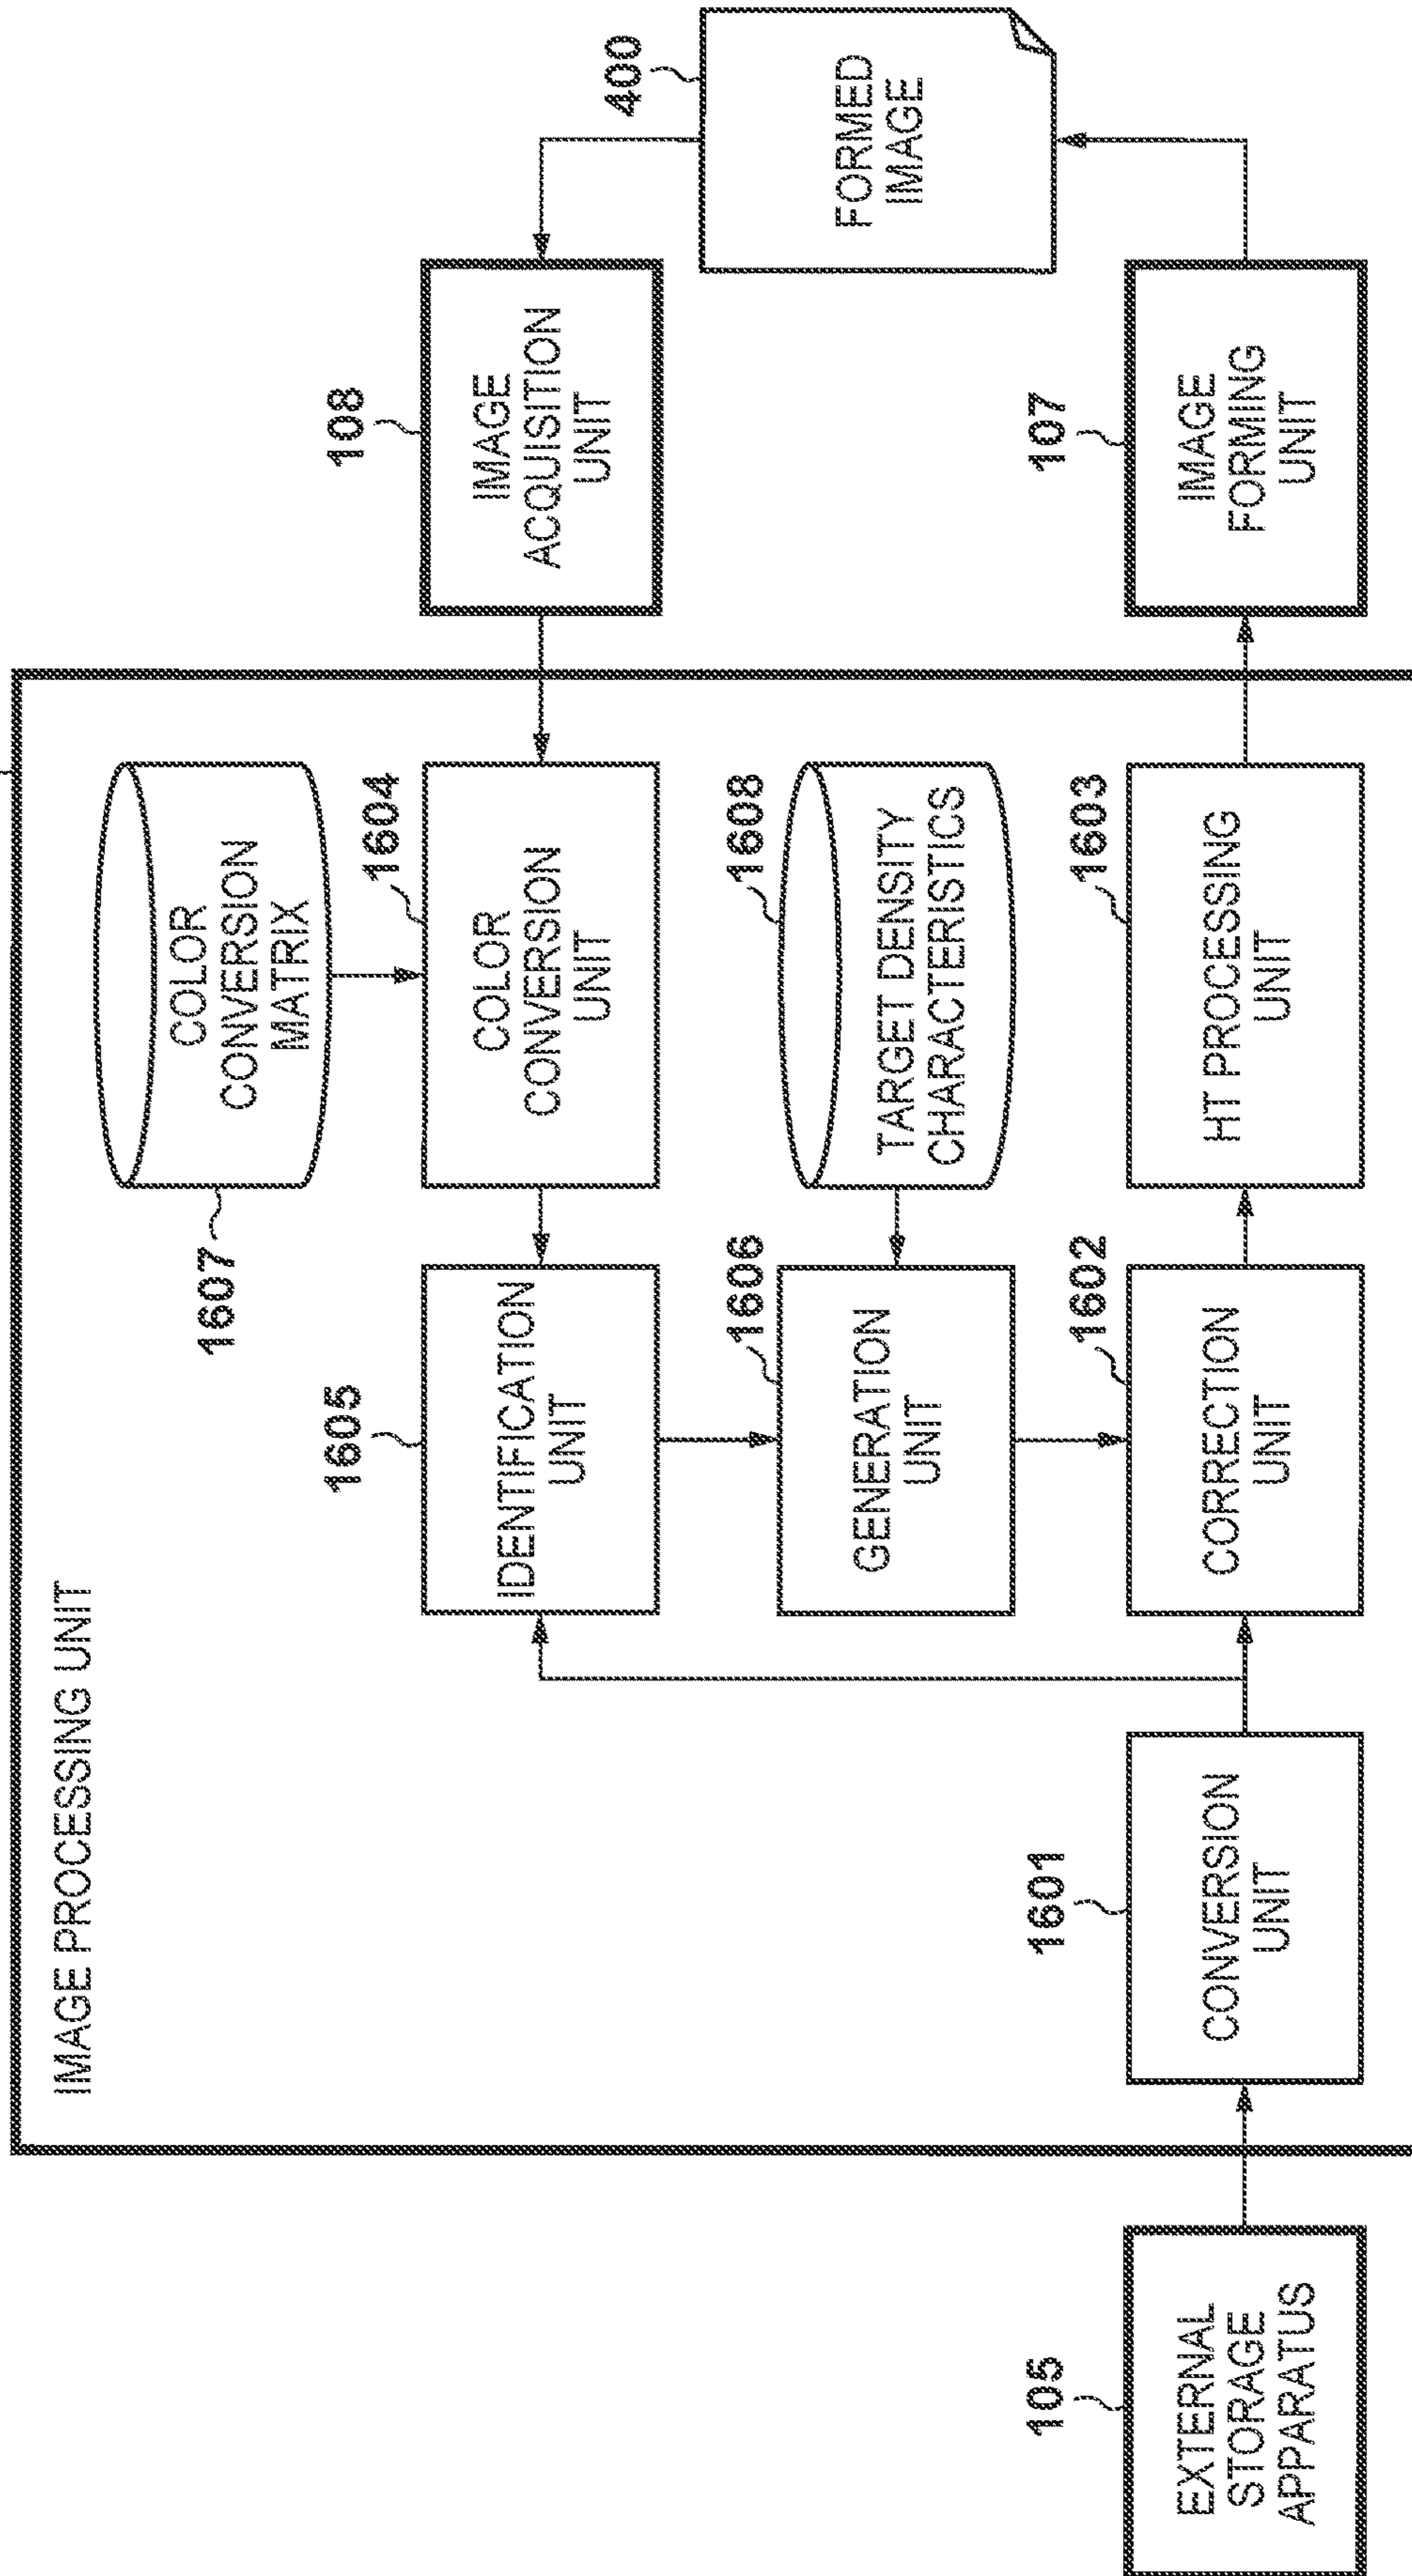 IMAGE PROCESSING UNIT
1607
COLOR
CONVERSION
MATRIX
1605
IDENTIFICATION
UNIT
1604
COLOR
CONVERSION
UNIT
108
IMAGE
ACQUISITION
UNIT
400
FORMED
IMAGE
1606
GENERATION
UNIT
1608
TARGET DENSITY
CHARACTERISTICS
105
EXTERNAL
STORAGE
APPARATUS
1601
CONVERSION
UNIT
1602
CORRECTION
UNIT
1603
HT PROCESSING
UNIT
107
IMAGE
FORMING
UNIT